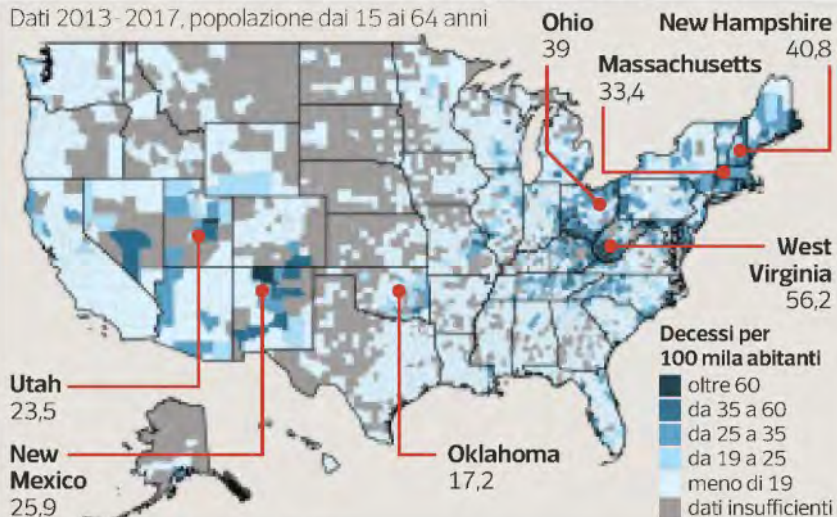 Dati 2013-2017, popolazione dai 15 ai 64 anni
Ohio
39
New Hampshire
40,8
Massachusetts
33,4
West
Virginia
56,2
Utah
23,5
New
Mexico
25,9
Oklahoma
17,2
Decessi per
100 mila abitanti
oltre 60
da 35 a 60
da 25 a 35
da 19 a 25
meno di 19
dati insufficienti